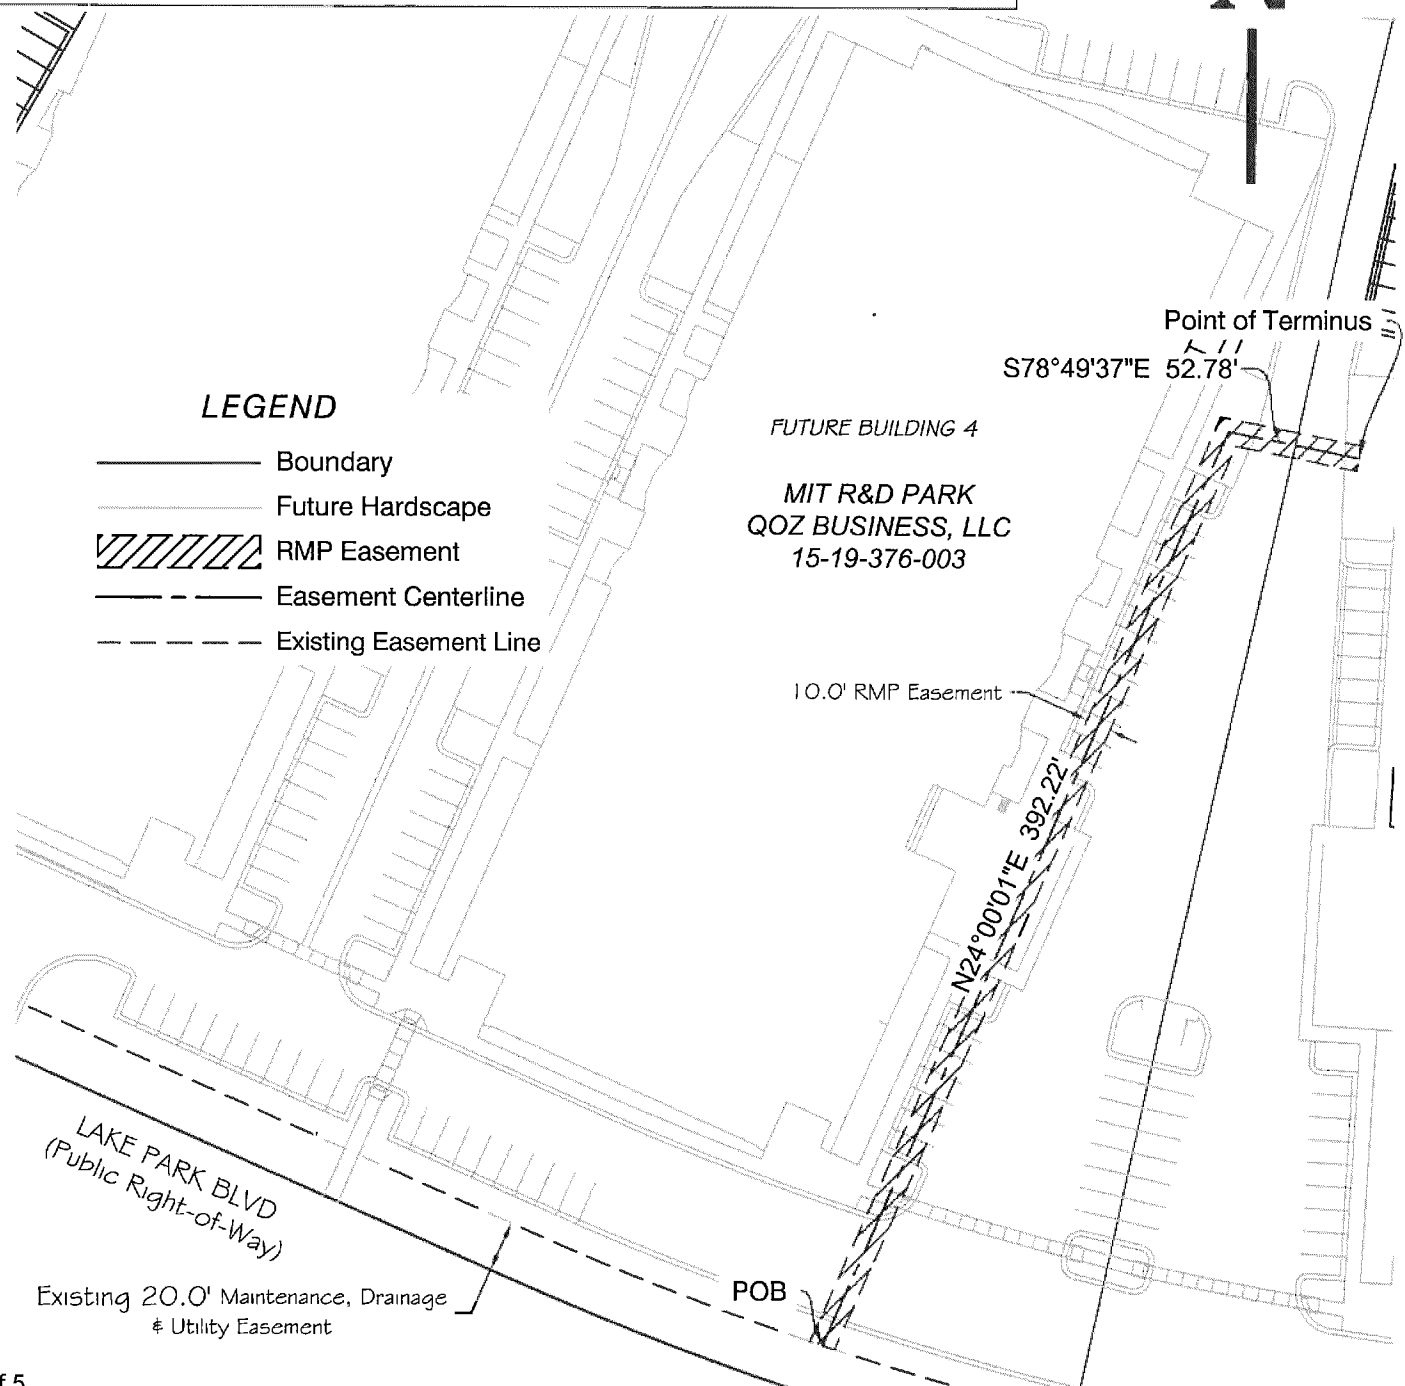 N
Point of Terminus
S78°49'37"E 52.78'
LEGEND
Boundary
Future Hardscape
RMP Easement
Easement Centerline
Existing Easement Line
FUTURE BUILDING 4
MIT R&D PARK
QOZ BUSINESS, LLC
15-19-376-003
10.0' RMP Easement
N24°00'01"E 392.22'
LAKE PARK BLVD
(Public Right-of-Way)
Existing 20.0' Maintenance, Drainage
& Utility Easement
POB
f 5